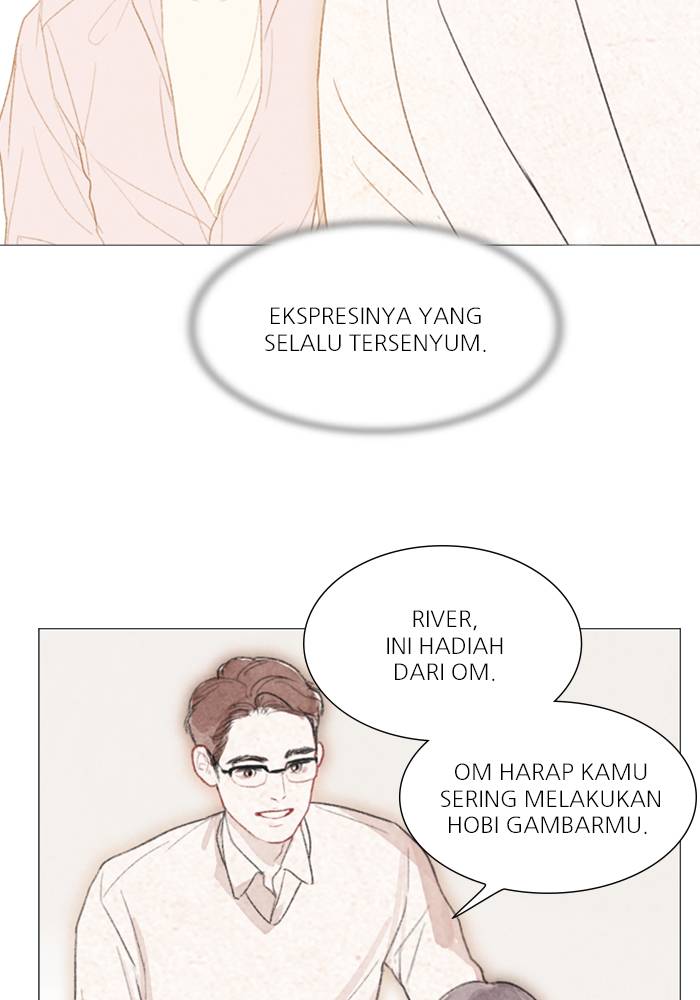 EKSPRESINYA YANG
SELALU TERSENYUM.
RIVER,
INI HADIAH
DARI OM.
OM HARAP KAMU
SERING MELAKUKAN
HOBI GAMBARMU.